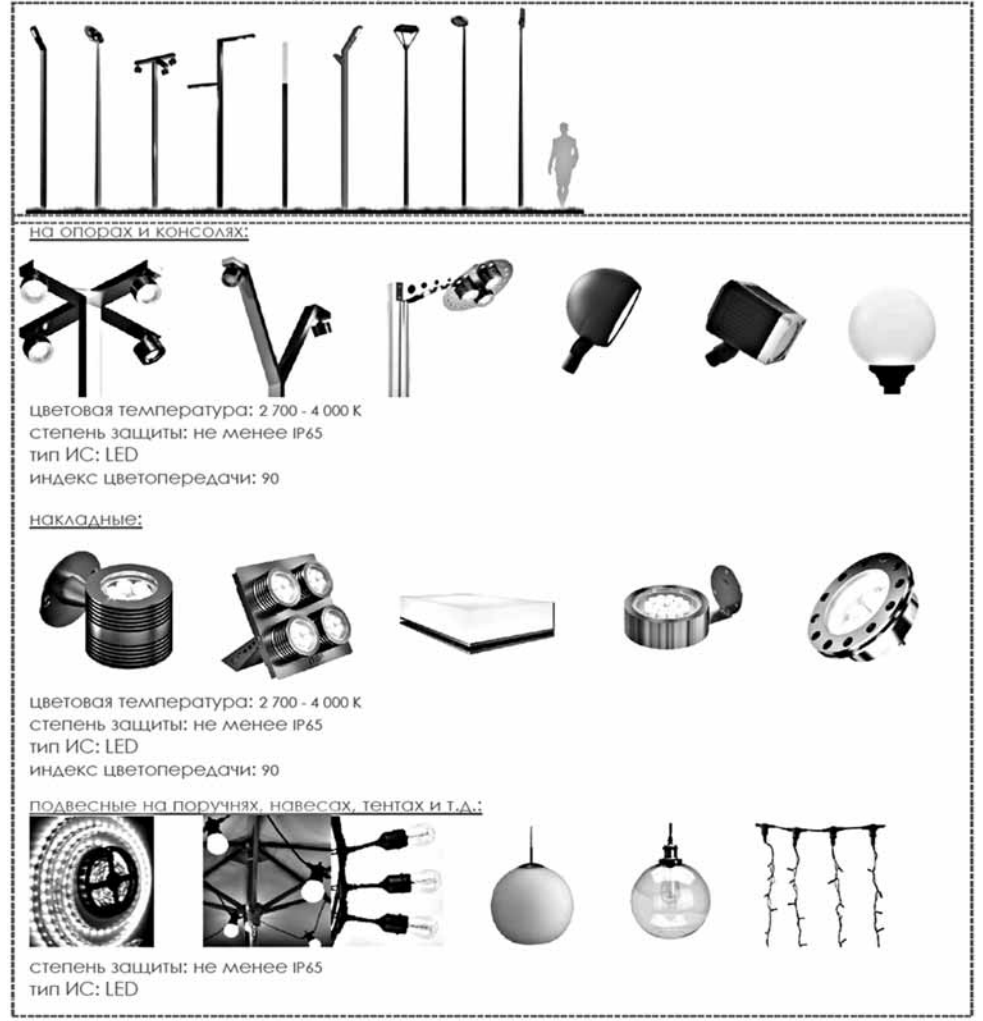 на опорах и консолях:
цветовая температура: 2 700 - 4 000 К
степень защиты: не менее IP65
тип ИС: LED
индекс цветопередачи: 90
накладные:
цветовая температура: 2 700 - 4 000 К
степень защиты: не менее IP65
тип ИС: LED
индекс цветопередачи: 90
подвесные на поручнях, навесах, тентах и т.д.:
степень защиты: не менее IP65
тип ИС: LED